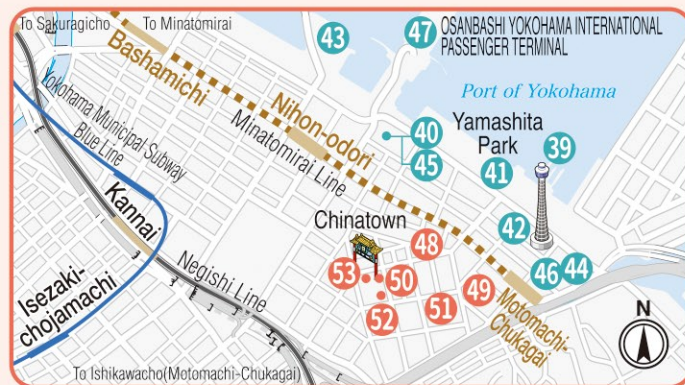 To Sakuragicho
To Minatomirai
43
47
OSANBASHI YOKOHAMA INTERNATIONAL
PASSENGER TERMINAL
Bashamichi
Port of Yokohama
Yokohama Municipal Subway
Blue Line
Nihon-odori
Minatomirai Line
40
45
Yamashita
Park
39
41
Kannai
Chinatown
42
48
Negishi Line
53
50
46
44
Isezaki-
chojamachi
52
51
49
Motomachi-
Chukagai
N
To Ishikawacho(Motomachi-Chukagai)